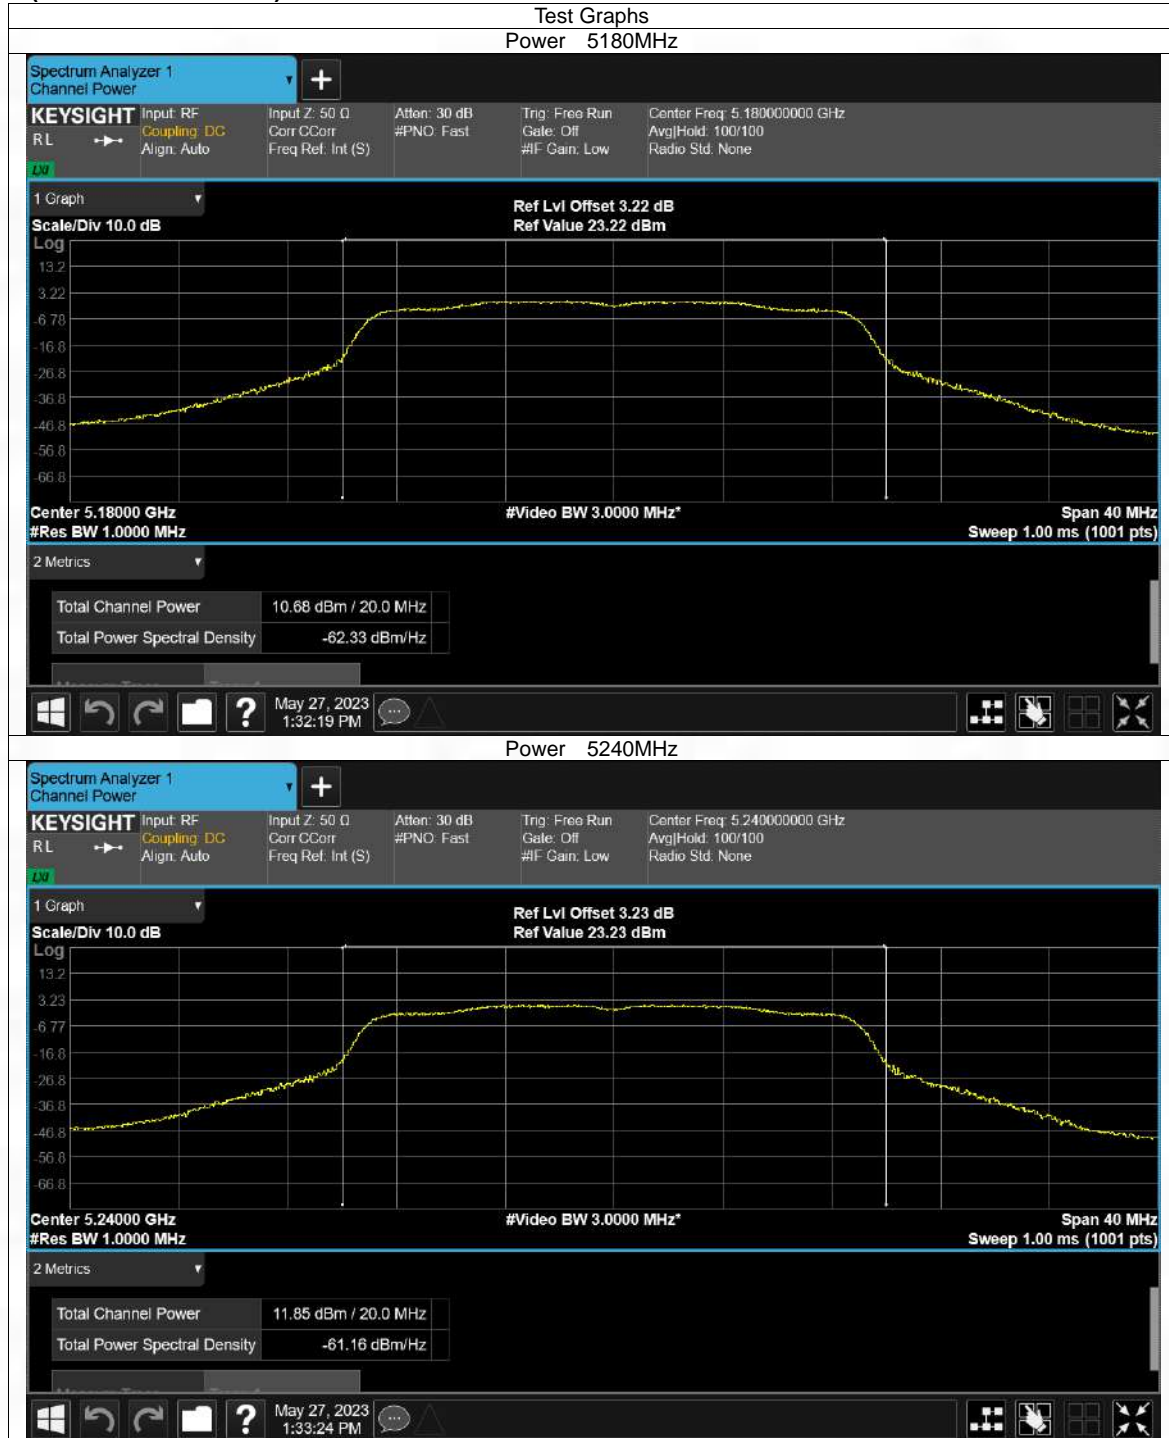 Test Graphs
Power 5180MHz
Spectrum Analyzer 1
Channel Power
+
KEYSIGHT Input: RF Input Z: 50 Ω Atten: 30 dB Trig: Free Run Center Freq: 5.180000000 GHz
RL Coupling: DC Corr CCorr #PNO: Fast Gate: Off Avg|Hold: 100/100
Align: Auto Freq Ref: Int (S) #IF Gain: Low Radio Std: None
LXI
1 Graph
Ref Lvl Offset 3.22 dB
Scale/Div 10.0 dB Ref Value 23.22 dBm
Log
13.2
3.22
-6.78
-16.8
-26.8
-36.8
-46.8
-56.8
-66.8
Center 5.18000 GHz #Video BW 3.0000 MHz* Span 40 MHz
#Res BW 1.0000 MHz Sweep 1.00 ms (1001 pts)
2 Metrics
Total Channel Power 10.68 dBm / 20.0 MHz
Total Power Spectral Density -62.33 dBm/Hz
? May 27, 2023
1:32:19 PM
Power 5240MHz
Spectrum Analyzer 1
Channel Power
+
KEYSIGHT Input: RF Input Z: 50 Ω Atten: 30 dB Trig: Free Run Center Freq: 5.240000000 GHz
RL Coupling: DC Corr CCorr #PNO: Fast Gate: Off Avg|Hold: 100/100
Align: Auto Freq Ref: Int (S) #IF Gain: Low Radio Std: None
LXI
1 Graph
Ref Lvl Offset 3.23 dB
Scale/Div 10.0 dB Ref Value 23.23 dBm
Log
13.2
3.23
-6.77
-16.8
-26.8
-36.8
-46.8
-56.8
-66.8
Center 5.24000 GHz #Video BW 3.0000 MHz* Span 40 MHz
#Res BW 1.0000 MHz Sweep 1.00 ms (1001 pts)
2 Metrics
Total Channel Power 11.85 dBm / 20.0 MHz
Total Power Spectral Density -61.16 dBm/Hz
? May 27, 2023
1:33:24 PM